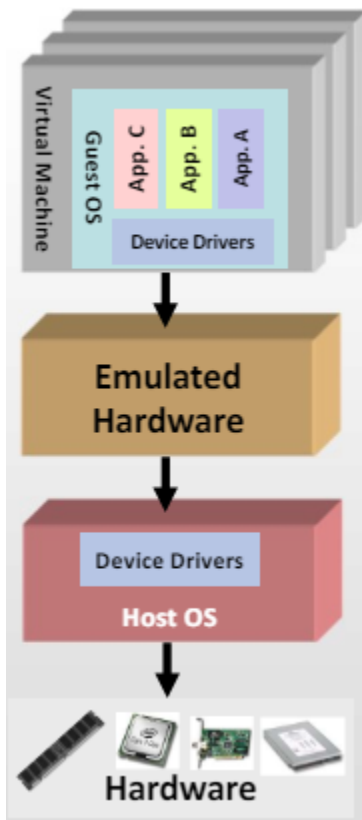 Virtual Machine
Guest OS
App. C
App. B
App. A
Device Drivers
Emulated
Hardware
Device Drivers
Host OS
Hardware